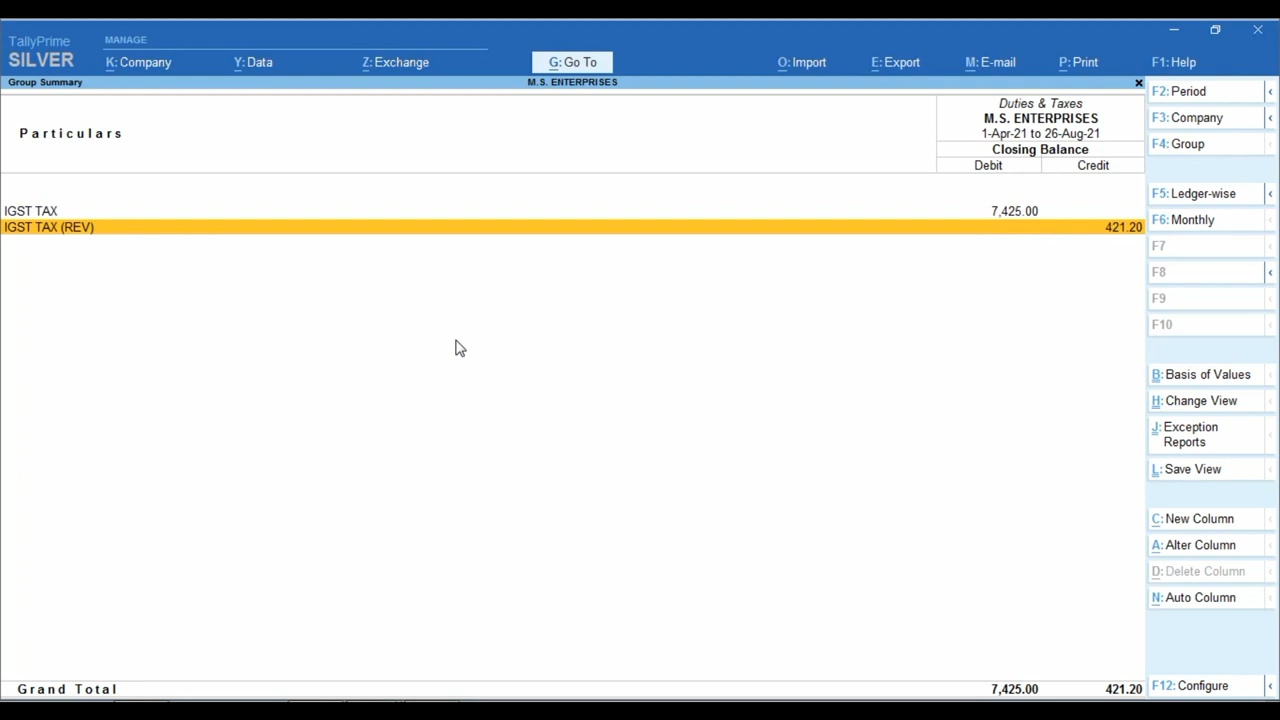 TallyPrime
SILVER
MANAGE
K: Company
Y: Data
Z: Exchange
G: Go To
O: Import
E: Export
M: E-mail
P: Print
F1: Help
Group Summary
M.S. ENTERPRISES
Particulars
Duties & Taxes
M.S. ENTERPRISES
1-Apr-21 to 26-Aug-21
Closing Balance
Debit Credit
IGST TAX 7,425.00
IGST TAX (REV) 421.20
Grand Total 7,425.00 421.20
F2: Period
F3: Company
F4: Group
F5: Ledger-wise
F6: Monthly
F7
F8
F9
F10
B: Basis of Values
H: Change View
J: Exception
Reports
L: Save View
C: New Column
A: Alter Column
D: Delete Column
N: Auto Column
F12: Configure